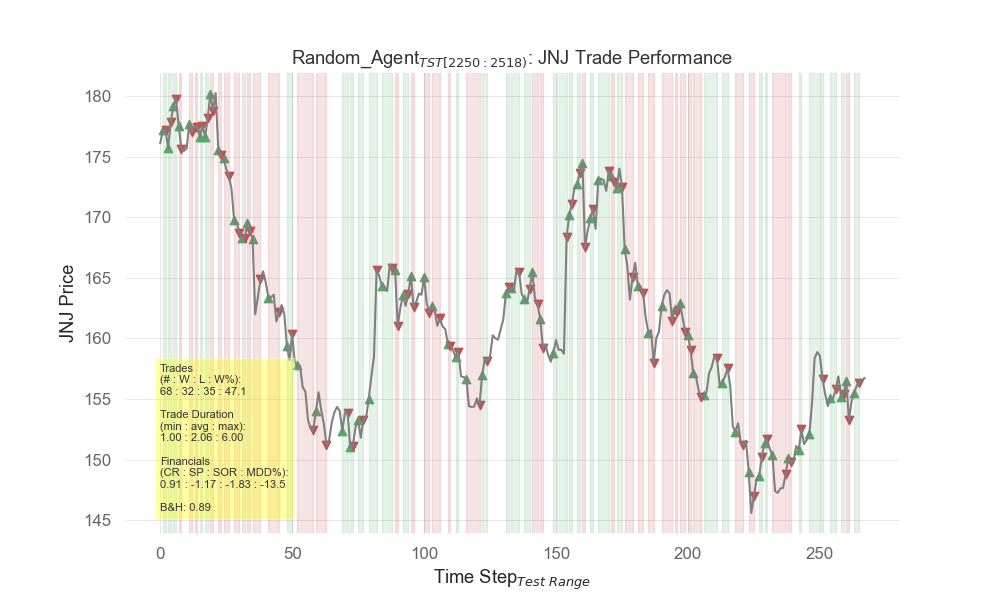 Random_Agent_TST[2250:2518): JNJ Trade Performance
JNJ Price
180
175
170
165
160
155
150
145
Trades
(# : W : L : W%):
68 : 32 : 35 : 47.1
Trade Duration
(min : avg : max):
1.00 : 2.06 : 6.00
Financials
(CR : SP : SOR : MDD%):
0.91 : -1.17 : -1.83 : -13.5
B&H: 0.89
0 50 100 150 200 250
Time Step Test Range